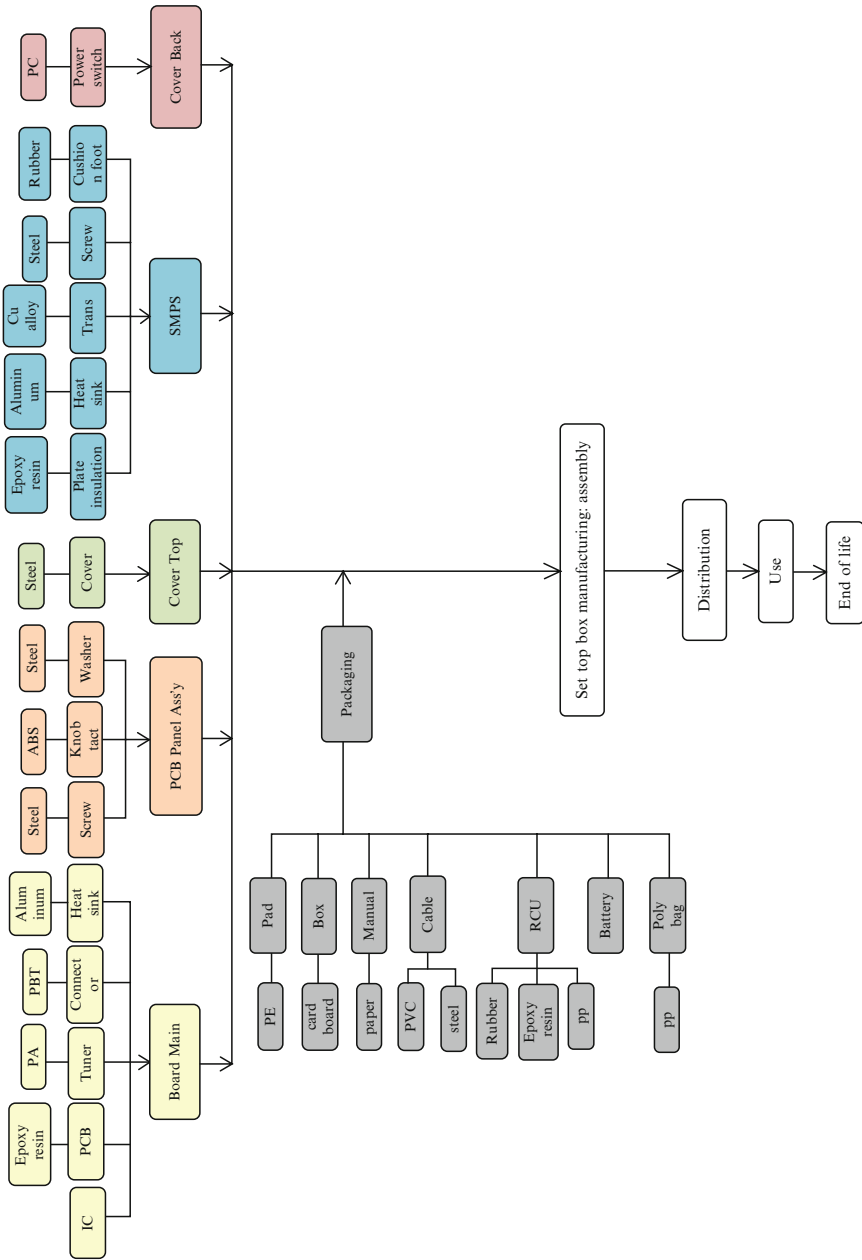 Epoxy
resin
PA
PBT
Alum
inum
Steel
ABS
Steel
Steel
Epoxy
resin
Alumin
um
Cu
alloy
Steel
Rubber
PC
IC
PCB
Tuner
Connect
or
Heat
sink
Screw
Knob
tact
Washer
Cover
Plate
insulation
Heat
sink
Trans
Screw
Cushio
n foot
Power
switch
Board Main
PCB Panel Ass'y
Cover Top
SMPS
Cover Back
PE
Pad
card
board
Box
paper
Manual
PVC
steel
Cable
Rubber
Epoxy
resin
pp
RCU
Battery
pp
Poly
bag
Packaging
Set top box manufacturing: assembly
Distribution
Use
End of life